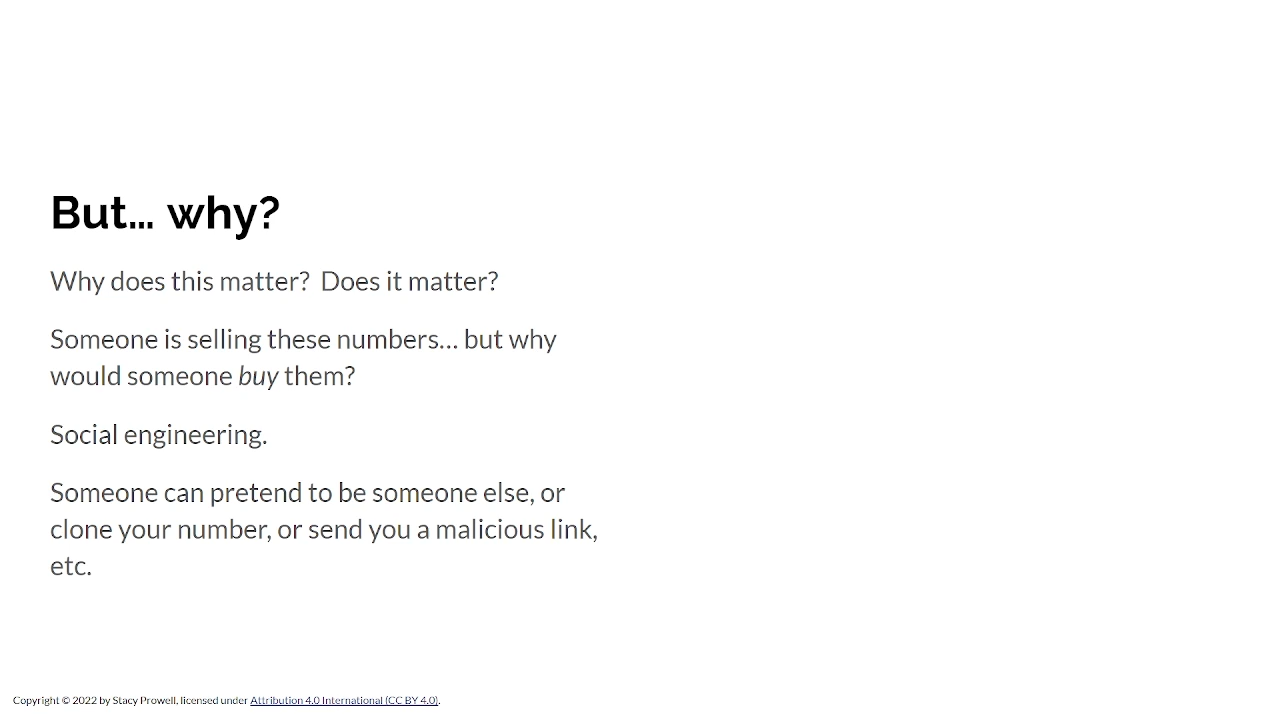 But... why?
Why does this matter?  Does it matter?
Someone is selling these numbers... but why
would someone buy them?
Social engineering.
Someone can pretend to be someone else, or
clone your number, or send you a malicious link,
etc.
Copyright © 2022 by Stacy Prowell, licensed under Attribution 4.0 International (CC BY 4.0).